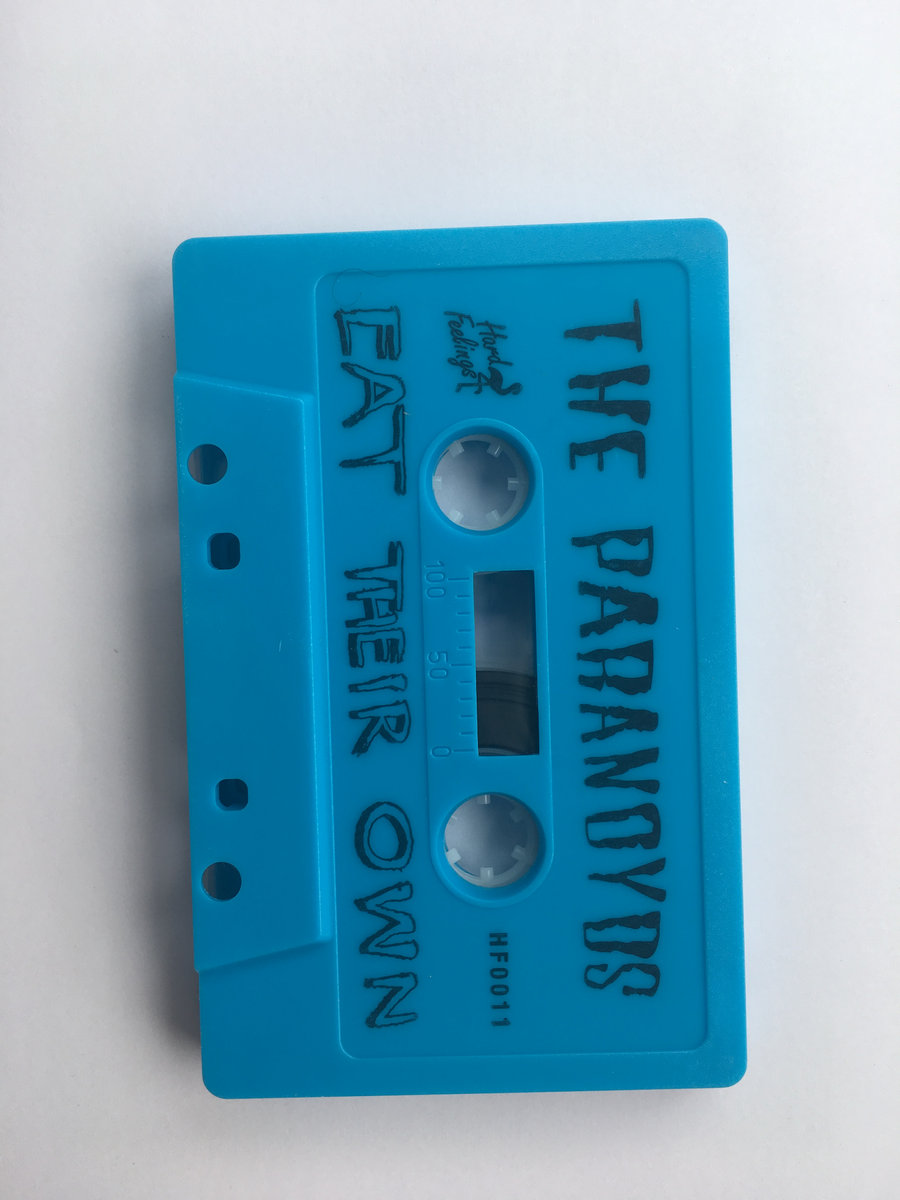 THE PARANOYDS
Hard
Feelings
100 50 0
HF0011
EAT THEIR OWN